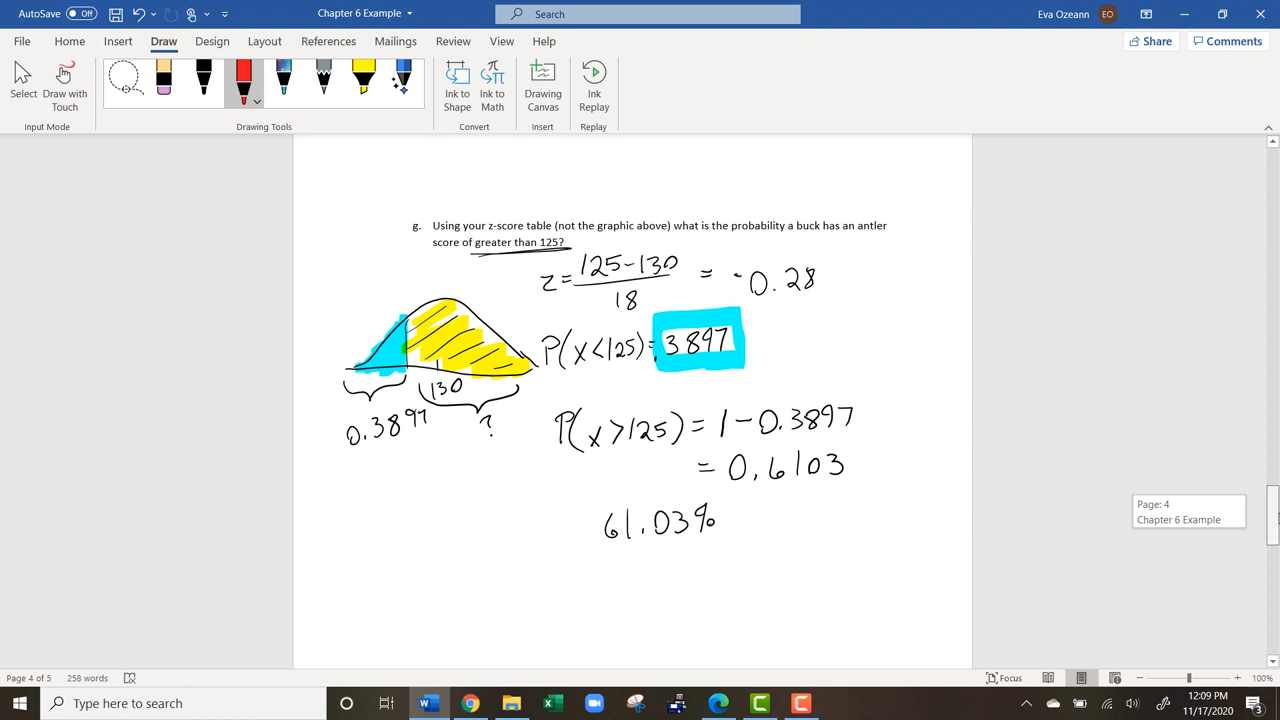 AutoSave Off
Chapter 6 Example
Search
Eva Ozeann EO
File Home Insert Draw Design Layout References Mailings Review View Help
Share Comments
Select
Draw with Touch
Ink to Shape
Ink to Math
Drawing Canvas
Ink Replay
Input Mode Drawing Tools Convert Insert Replay
g. Using your z-score table (not the graphic above) what is the probability a buck has an antler
score of greater than 125?
z = 125-130 / 18 = -0.28
P(x<125) = .3897
130
0.3897 ?
P(x>125) = 1-0.3897
= 0.6103
61.03%
Page: 4
Chapter 6 Example
Page 4 of 5 258 words Focus 100%
Type here to search
12:09 PM
11/17/2020
3